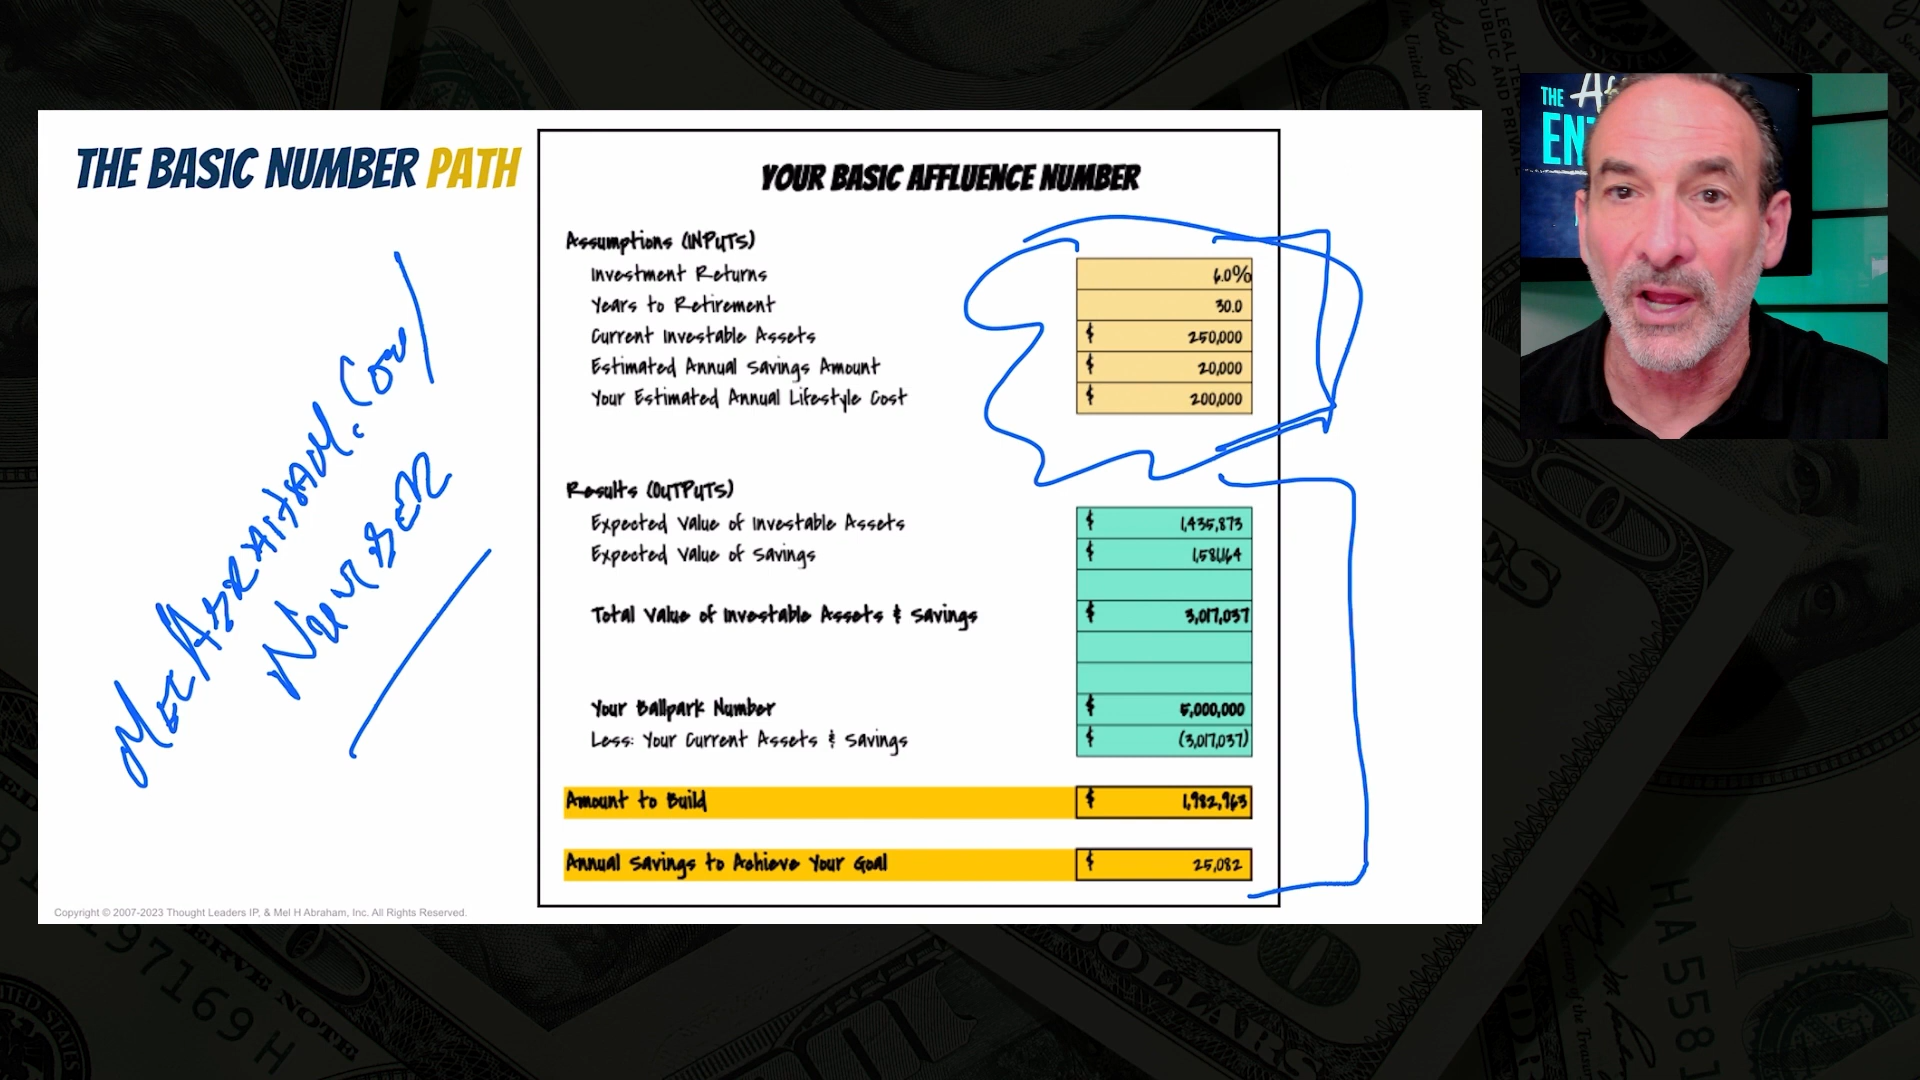 THE BASIC NUMBER PATH
YOUR BASIC AFFLUENCE NUMBER
Assumptions (INPUTS)
Investment Returns 6.0%
Years to Retirement 30.0
Current Investable Assets $ 250,000
Estimated Annual Savings Amount $ 20,000
Your Estimated Annual Lifestyle Cost $ 200,000
Results (OUTPUTS)
Expected Value of Investable Assets $ 1,435,873
Expected Value of Savings $ 1,581,164
Total Value of Investable Assets & Savings $ 3,017,037
Your Ballpark Number $ 5,000,000
Less: Your Current Assets & Savings $ (3,017,037)
Amount to Build $ 1,982,963
Annual Savings to Achieve Your Goal $ 25,082
MELABRAHAM.COM/
NUMBER
Copyright © 2007-2023 Thought Leaders IP, & Mel H Abraham, Inc. All Rights Reserved.
THE